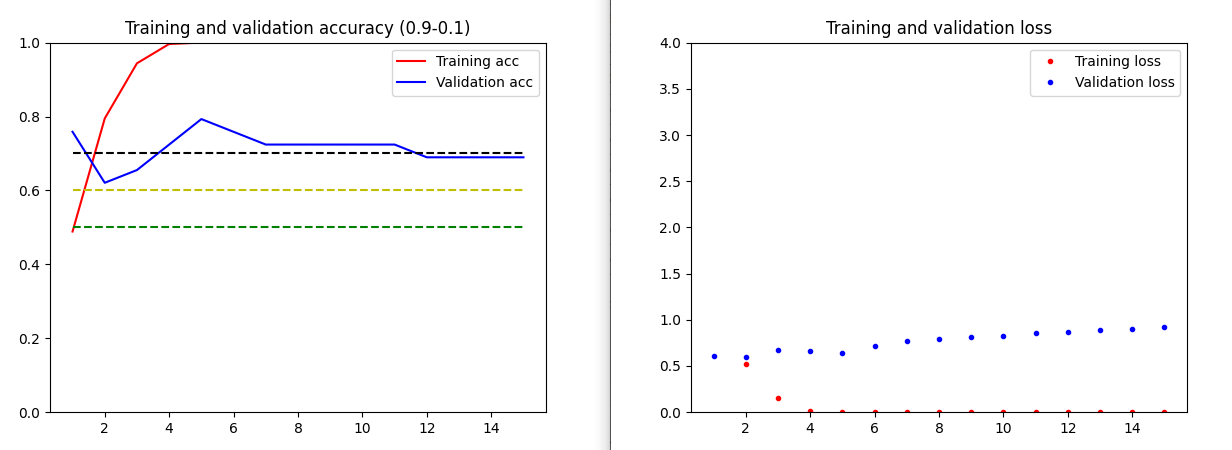 Training and validation accuracy (0.9-0.1)
1.0
0.8
0.6
0.4
0.2
0.0
2 4 6 8 10 12 14
Training acc
Validation acc
Training and validation loss
4.0
3.5
3.0
2.5
2.0
1.5
1.0
0.5
0.0
2 4 6 8 10 12 14
Training loss
Validation loss